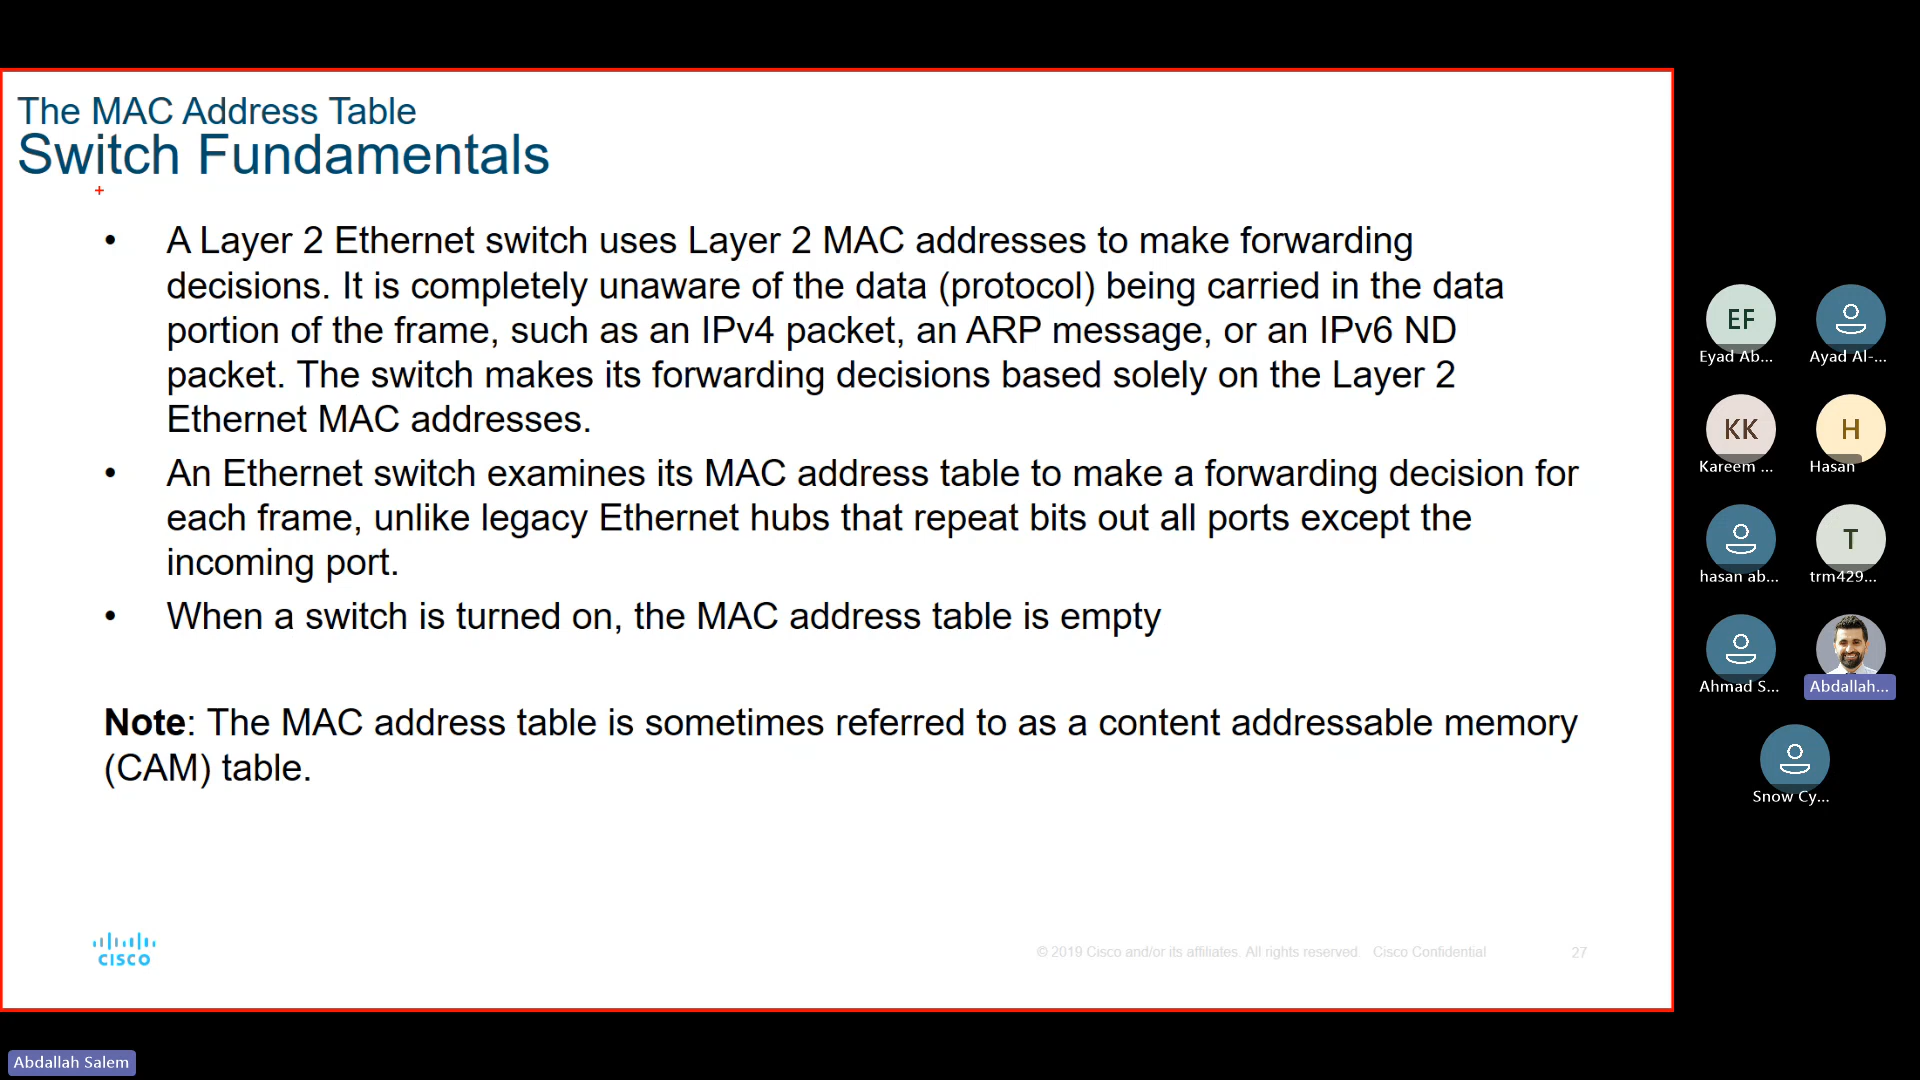 The MAC Address Table
Switch Fundamentals
• A Layer 2 Ethernet switch uses Layer 2 MAC addresses to make forwarding
decisions. It is completely unaware of the data (protocol) being carried in the data
portion of the frame, such as an IPv4 packet, an ARP message, or an IPv6 ND
packet. The switch makes its forwarding decisions based solely on the Layer 2
Ethernet MAC addresses.
• An Ethernet switch examines its MAC address table to make a forwarding decision for
each frame, unlike legacy Ethernet hubs that repeat bits out all ports except the
incoming port.
• When a switch is turned on, the MAC address table is empty
Note: The MAC address table is sometimes referred to as a content addressable memory
(CAM) table.
CISCO
© 2019 Cisco and/or its affiliates. All rights reserved. Cisco Confidential
27
EF
Eyad Ab...
Ayad Al-...
KK
Kareem ...
H
Hasan
hasan ab...
T
trm429...
Ahmad S...
Abdallah...
Snow Cy...
Abdallah Salem